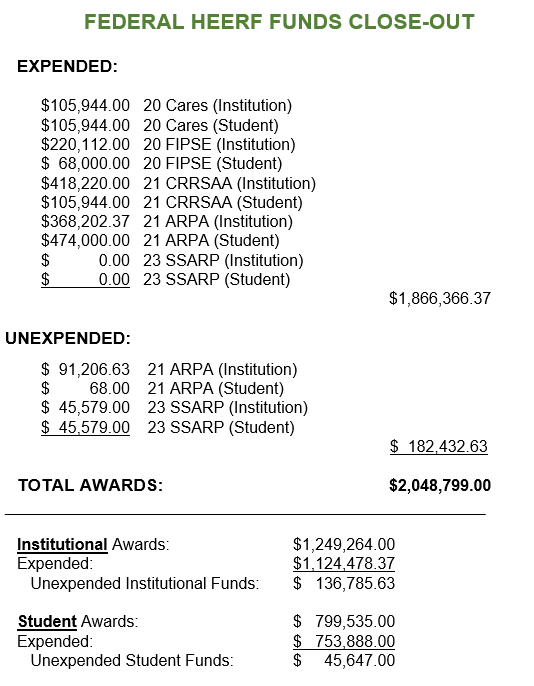 FEDERAL HEERF FUNDS CLOSE-OUT
EXPENDED:
$105,944.00 20 Cares (Institution)
$105,944.00 20 Cares (Student)
$220,112.00 20 FIPSE (Institution)
$ 68,000.00 20 FIPSE (Student)
$418,220.00 21 CRRSAA (Institution)
$105,944.00 21 CRRSAA (Student)
$368,202.37 21 ARPA (Institution)
$474,000.00 21 ARPA (Student)
$ 0.00 23 SSARP (Institution)
$ 0.00 23 SSARP (Student)
$1,866,366.37
UNEXPENDED:
$ 91,206.63 21 ARPA (Institution)
$ 68.00 21 ARPA (Student)
$ 45,579.00 23 SSARP (Institution)
$ 45,579.00 23 SSARP (Student)
$ 182,432.63
TOTAL AWARDS: $2,048,799.00
Institutional Awards: $1,249,264.00
Expended: $1,124,478.37
Unexpended Institutional Funds: $ 136,785.63
Student Awards: $ 799,535.00
Expended: $ 753,888.00
Unexpended Student Funds: $ 45,647.00